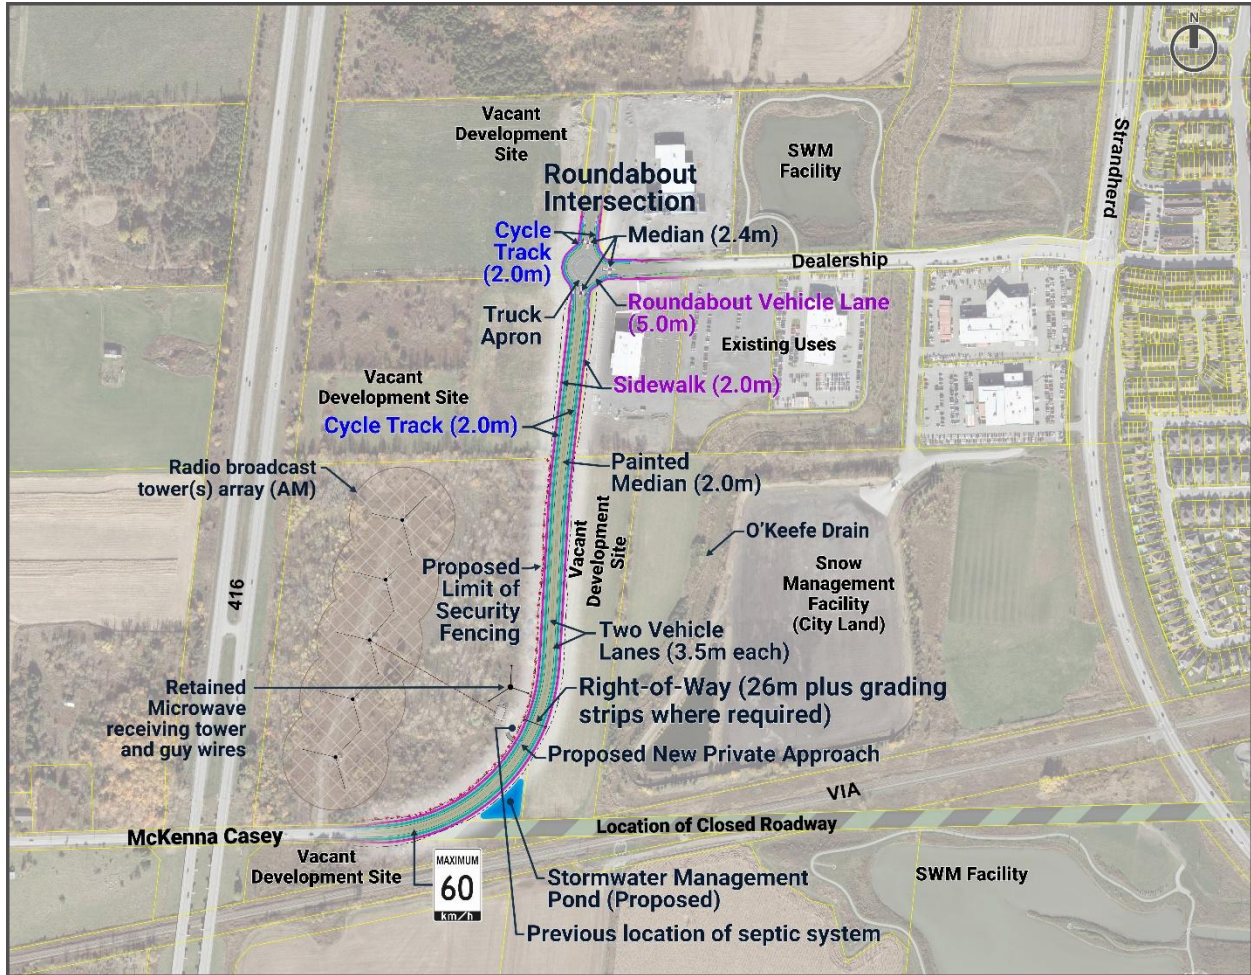 N
Vacant
Development
Site
SWM
Facility
Strandherd
Roundabout
Intersection
Cycle
Track
(2.0m)
Median (2.4m)
Dealership
Truck
Apron
Roundabout Vehicle Lane
(5.0m)
Existing Uses
Vacant
Development Site
Sidewalk (2.0m)
Cycle Track (2.0m)
Radio broadcast
tower(s) array (AM)
Painted
Median (2.0m)
Vacant
Development
Site
O'Keefe Drain
Proposed
Limit of
Security
Fencing
Snow
Management
Facility
(City Land)
416
Two Vehicle
Lanes (3.5m each)
Retained
Microwave
receiving tower
and guy wires
Right-of-Way (26m plus grading
strips where required)
Proposed New Private Approach
VIA
McKenna Casey
Location of Closed Roadway
Vacant
Development Site
MAXIMUM
60
km/h
Stormwater Management
Pond (Proposed)
SWM Facility
Previous location of septic system